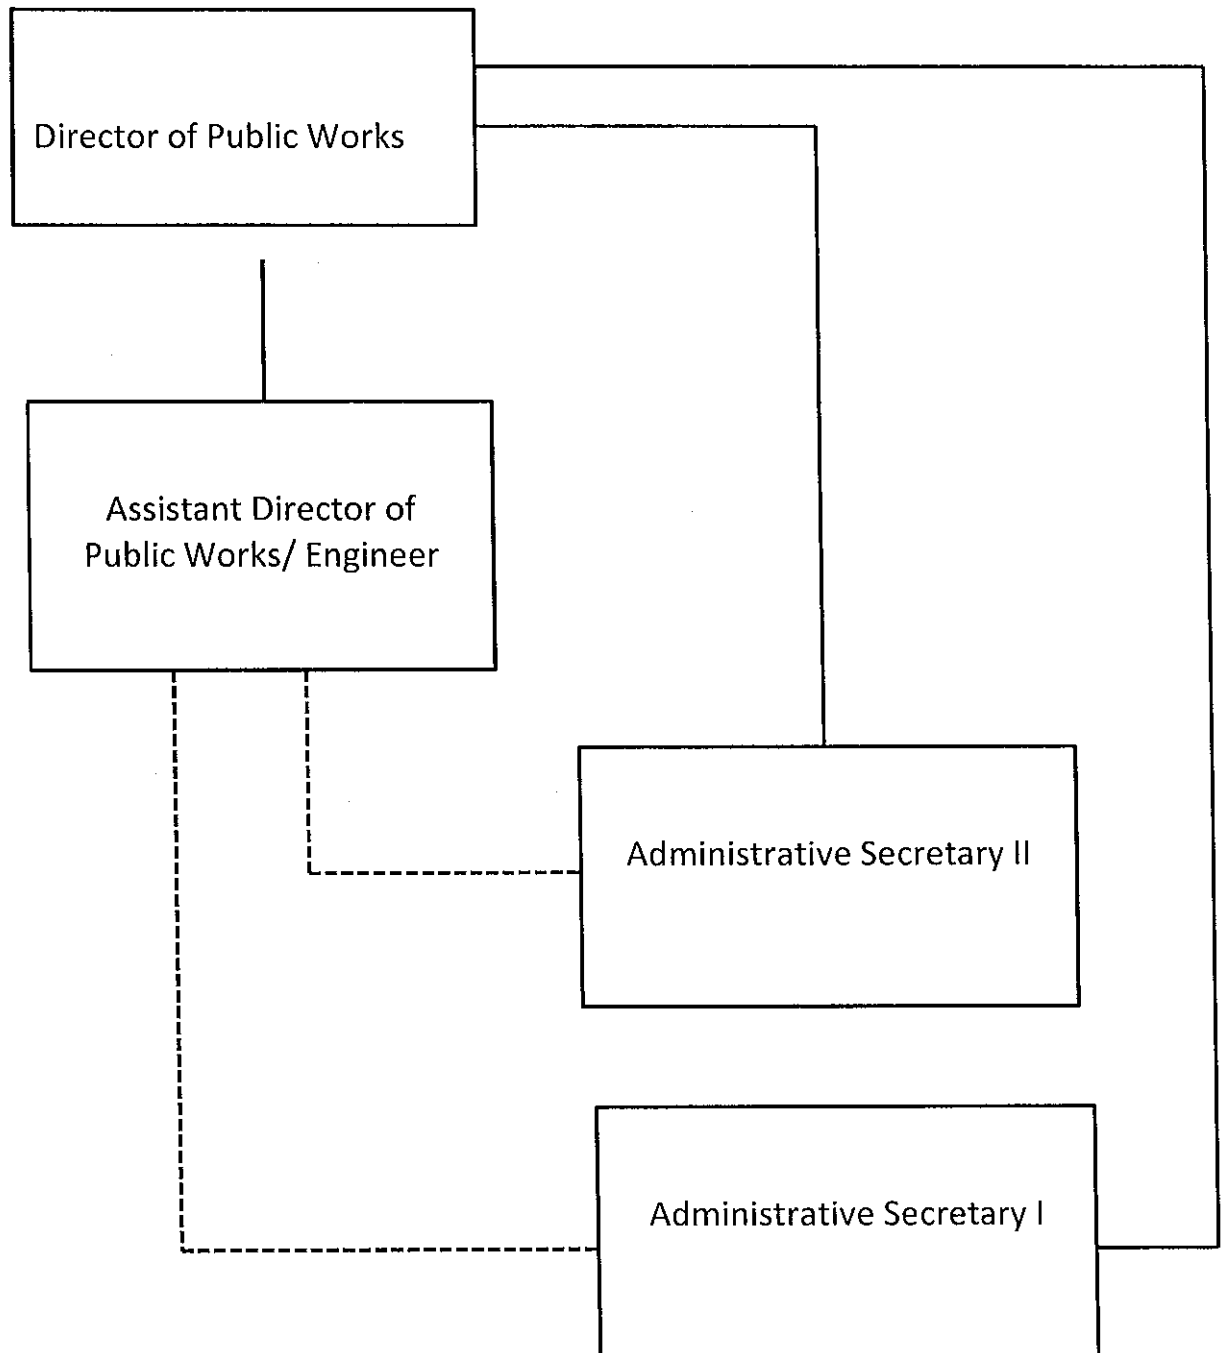 Director of Public Works
Assistant Director of
Public Works/ Engineer
Administrative Secretary II
Administrative Secretary I